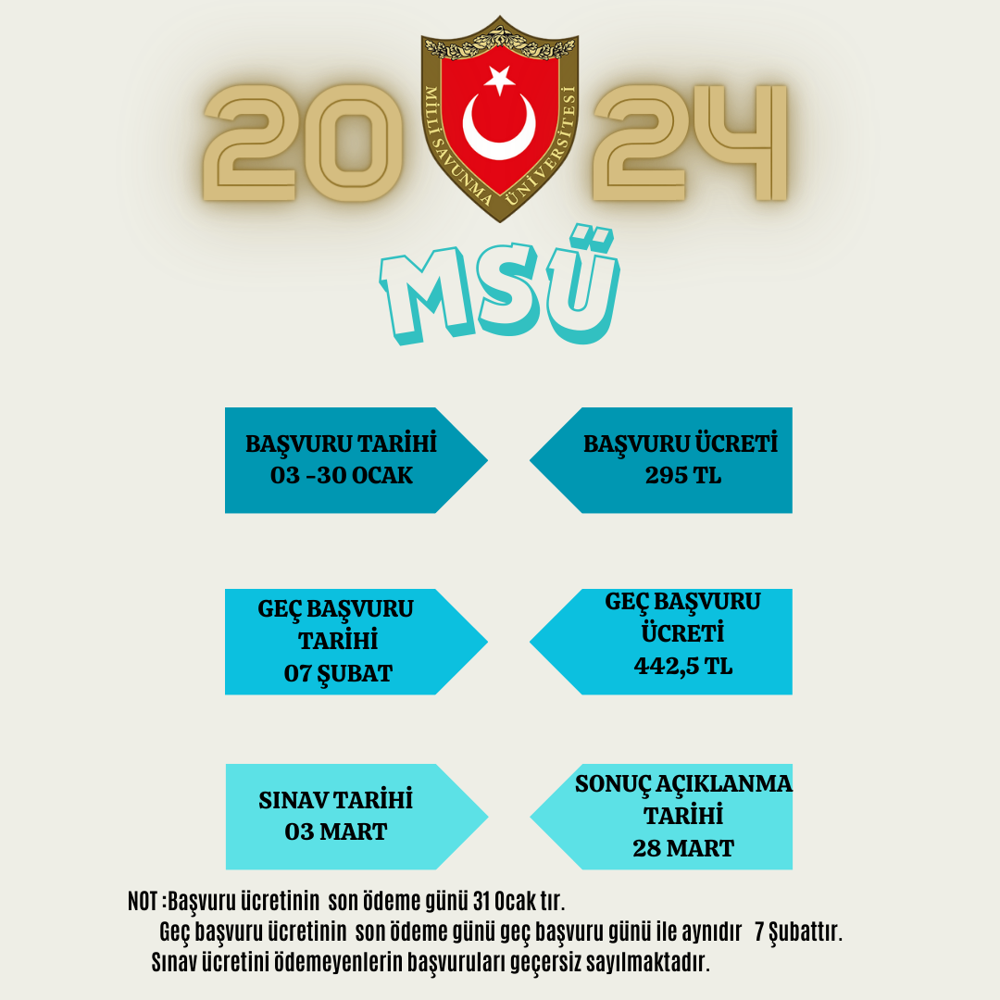 2024
MİLLİ SAVUNMA ÜNİVERSİTESİ
MSÜ
BAŞVURU TARİHİ
03 -30 OCAK
BAŞVURU ÜCRETİ
295 TL
GEÇ BAŞVURU
TARİHİ
07 ŞUBAT
GEÇ BAŞVURU
ÜCRETİ
442,5 TL
SINAV TARİHİ
03 MART
SONUÇ AÇIKLANMA
TARİHİ
28 MART
NOT :Başvuru ücretinin son ödeme günü 31 Ocak tır.
Geç başvuru ücretinin son ödeme günü geç başvuru günü ile aynıdır 7 Şubattır.
Sınav ücretini ödemeyenlerin başvuruları geçersiz sayılmaktadır.